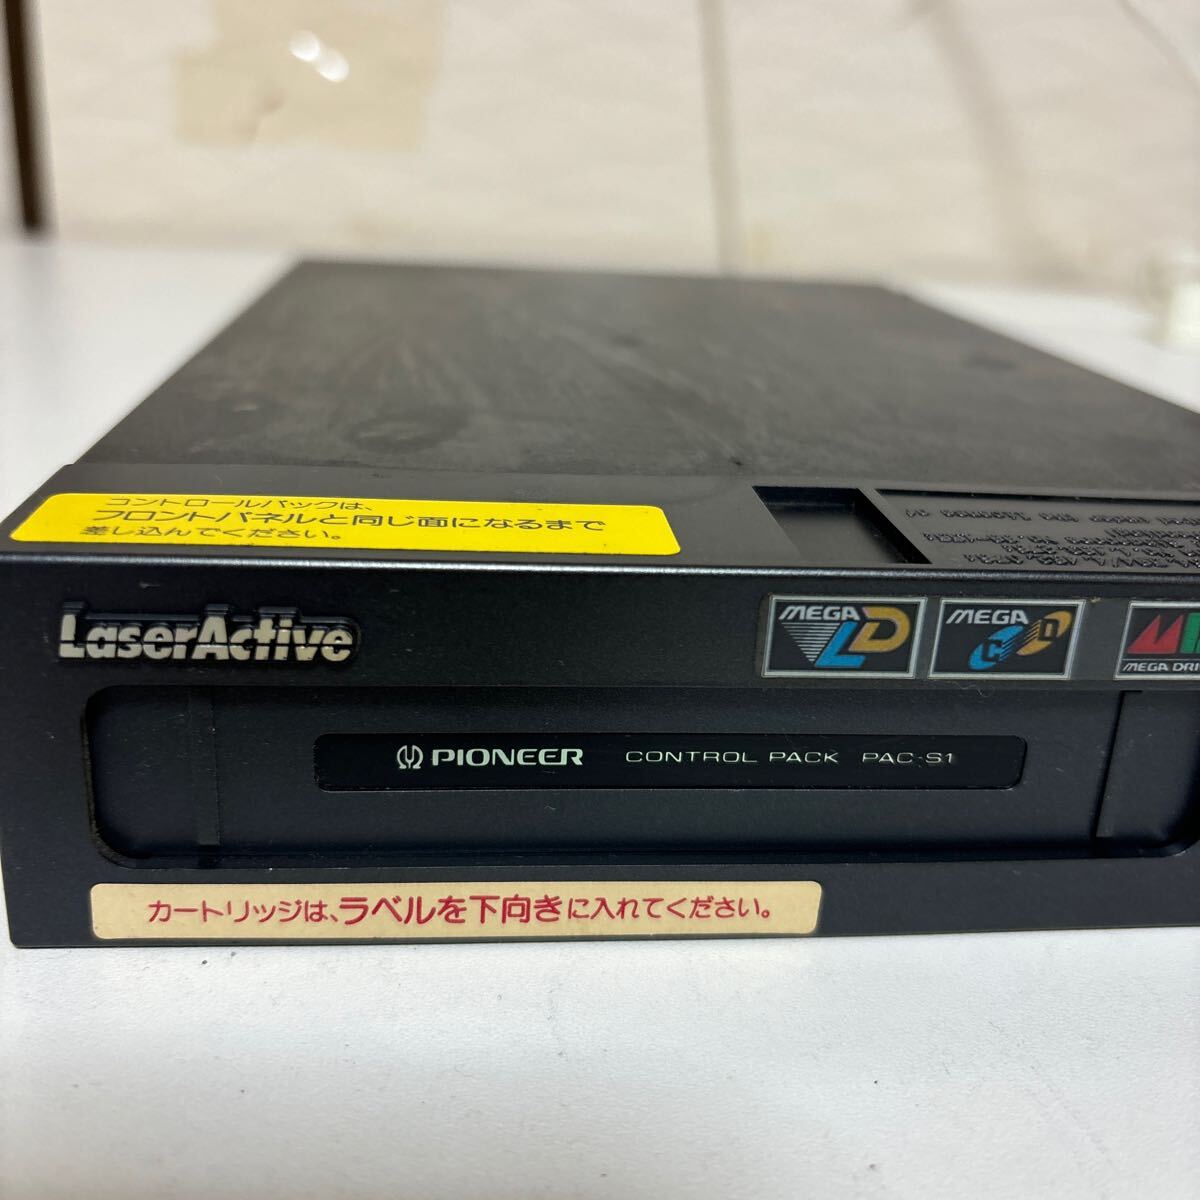 コントロールパックは、
フロントパネルと同じ面になるまで
差し込んでください。
LaserActive
MEGA LD
MEGA CD
MEGA
PIONEER CONTROL PACK PAC-S1
カートリッジは、ラベルを下向きに入れてください。